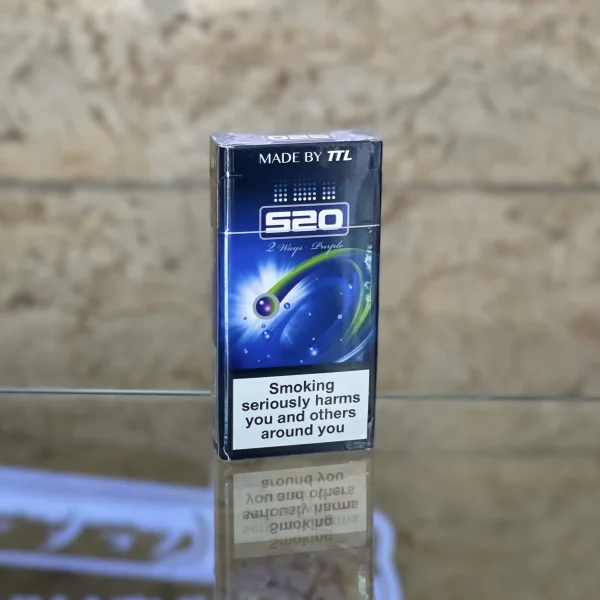 MADE BY TTL
520
2 Ways Purple
Smoking
seriously harms
you and others
around you